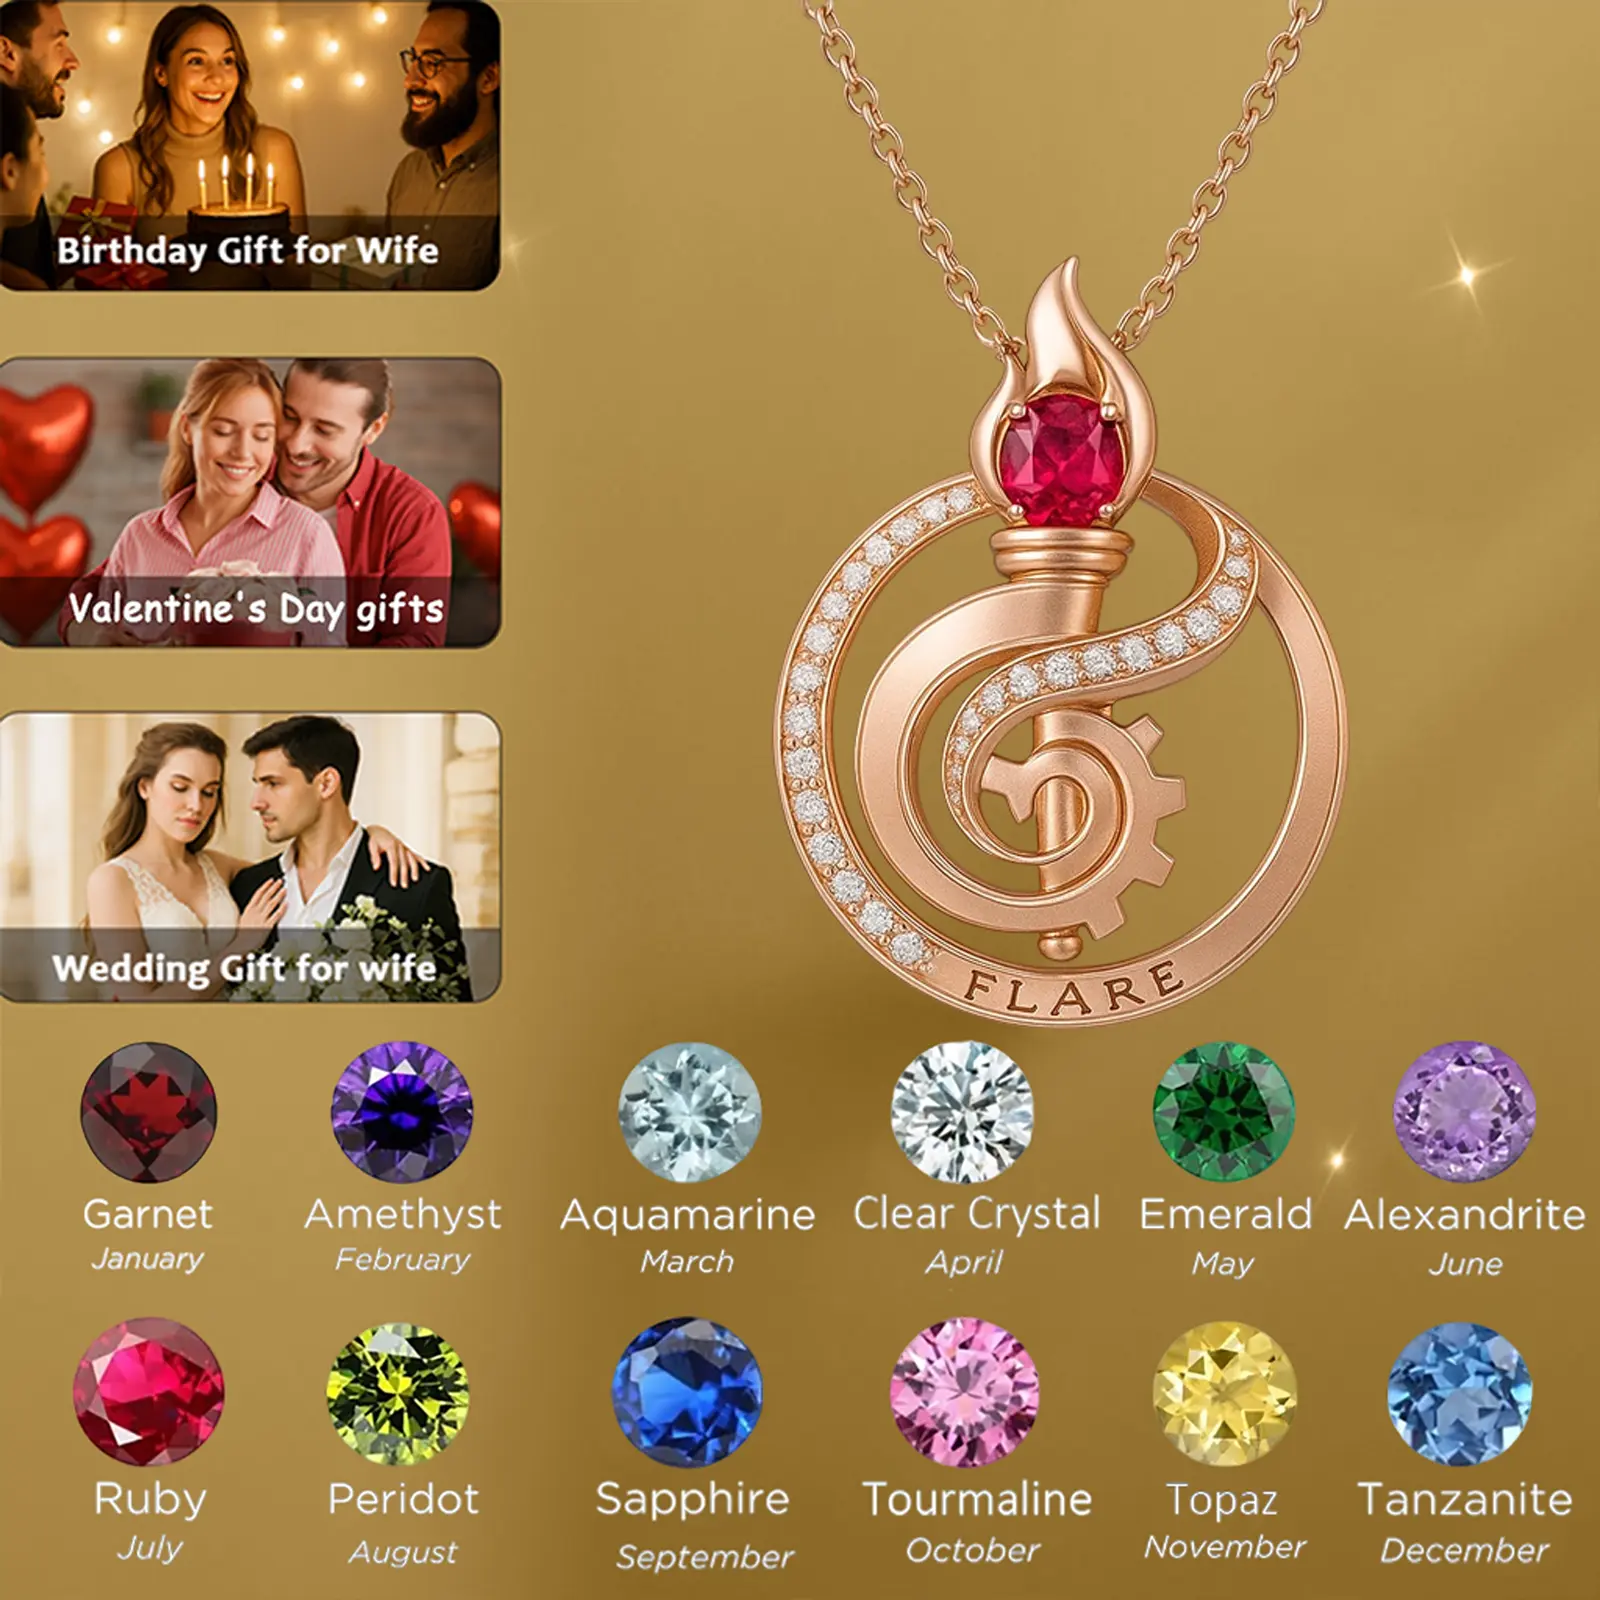 Birthday Gift for Wife
Valentine's Day gifts
Wedding Gift for wife
FLARE
Garnet
January
Amethyst
February
Aquamarine
March
Clear Crystal
April
Emerald
May
Alexandrite
June
Ruby
July
Peridot
August
Sapphire
September
Tourmaline
October
Topaz
November
Tanzanite
December